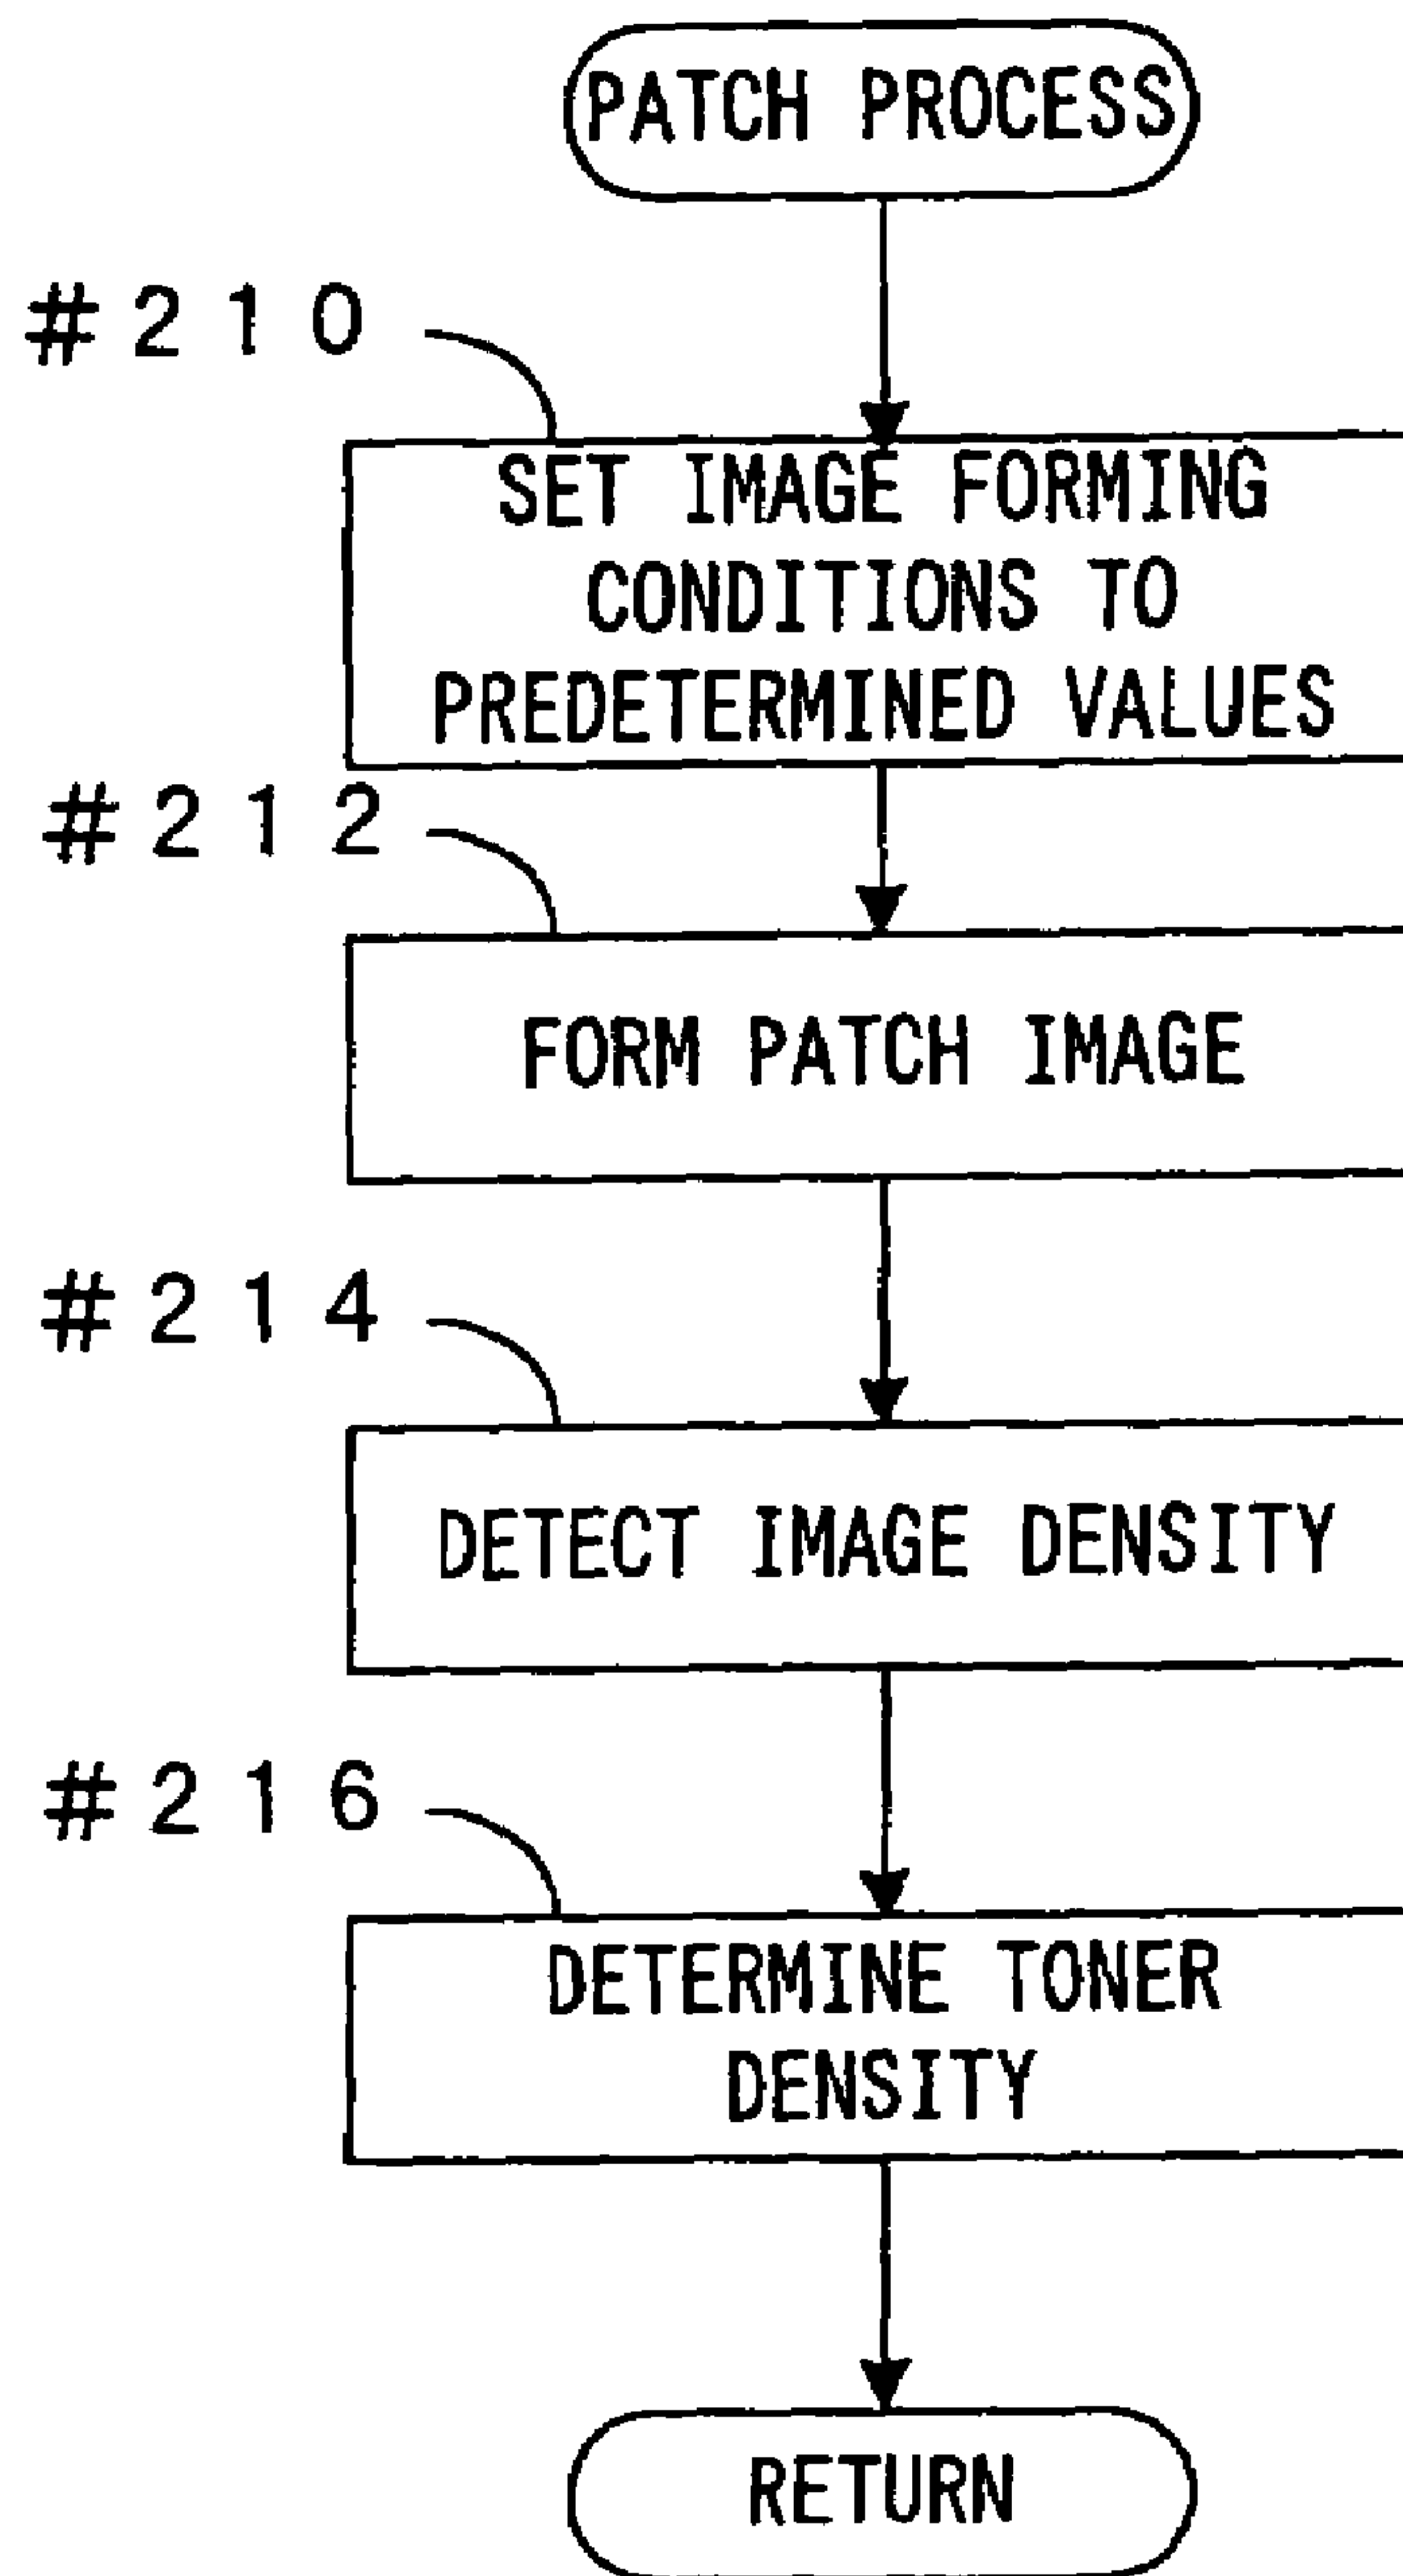 PATCH PROCESS
#210
SET IMAGE FORMING
CONDITIONS TO
PREDETERMINED VALUES
#212
FORM PATCH IMAGE
#214
DETECT IMAGE DENSITY
#216
DETERMINE TONER
DENSITY
RETURN